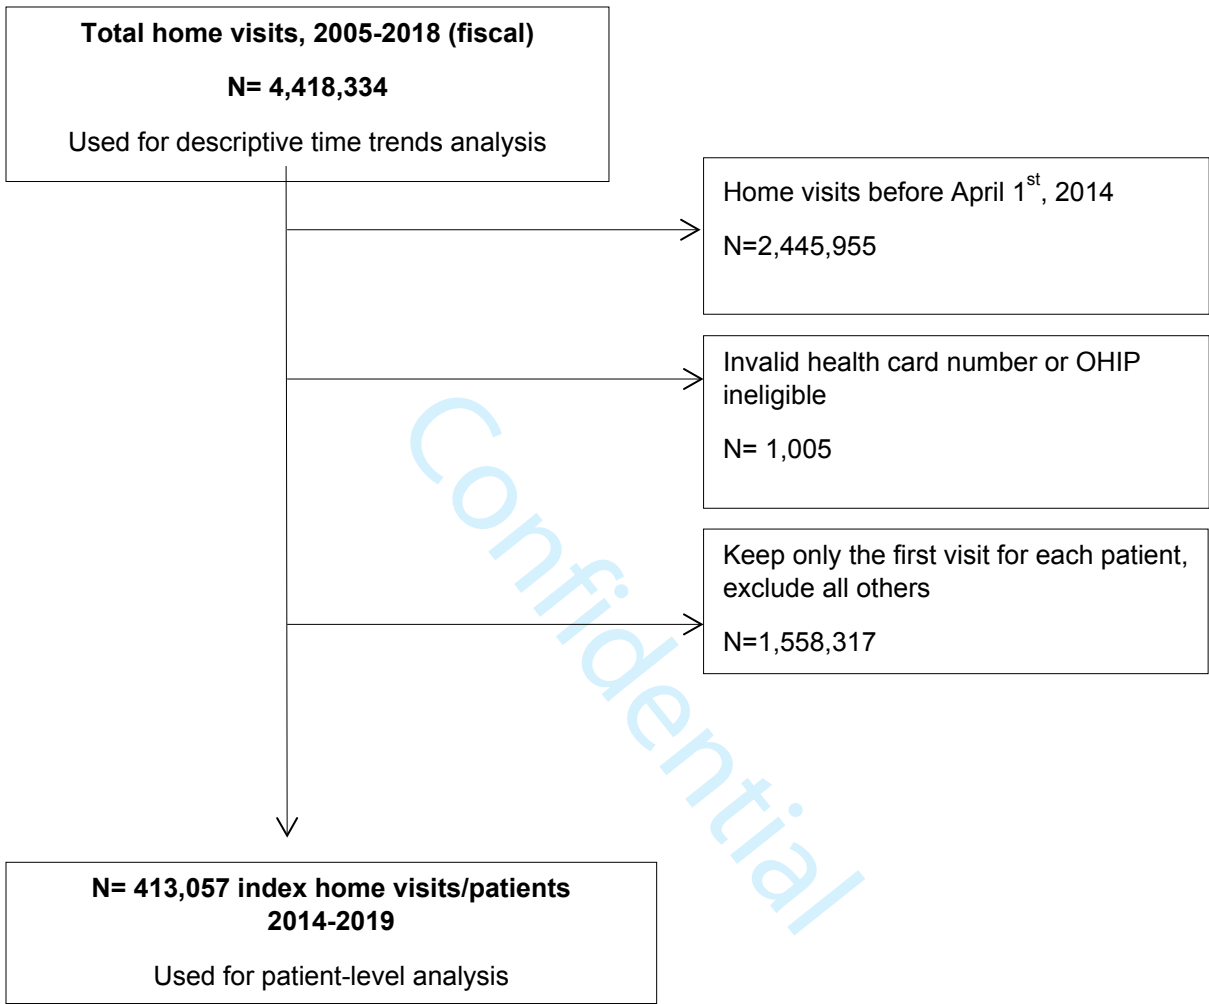 Total home visits, 2005-2018 (fiscal)
N= 4,418,334
Used for descriptive time trends analysis
Home visits before April 1st, 2014
N=2,445,955
Invalid health card number or OHIP
ineligible
N= 1,005
Keep only the first visit for each patient,
exclude all others
N=1,558,317
Confidential
N= 413,057 index home visits/patients
2014-2019
Used for patient-level analysis